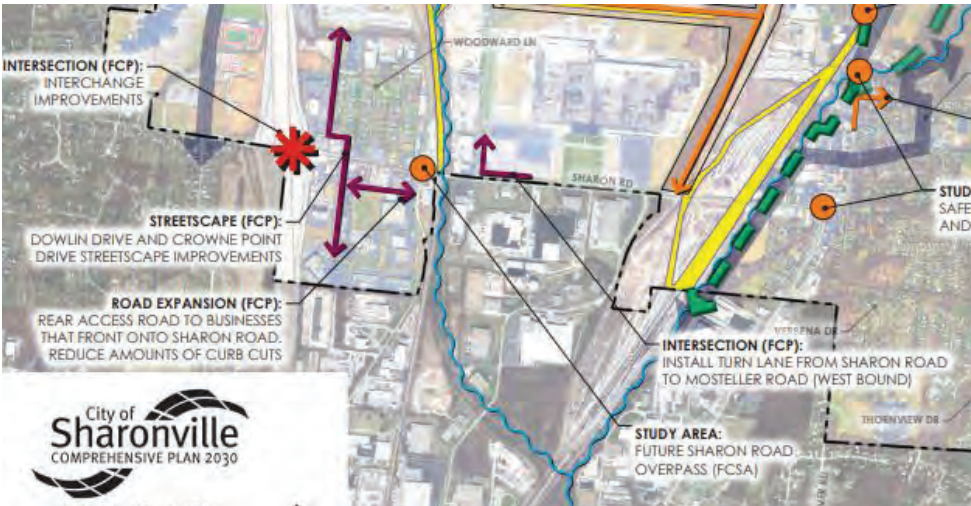 WOODWARD LN
INTERSECTION (FCP):
INTERCHANGE
IMPROVEMENTS
SHARON RD
STUD
SAFE
AND
STREETSCAPE (FCP):
DOWLIN DRIVE AND CROWNE POINT
DRIVE STREETSCAPE IMPROVEMENTS
ROAD EXPANSION (FCP):
REAR ACCESS ROAD TO BUSINESSES
THAT FRONT ONTO SHARON ROAD.
REDUCE AMOUNTS OF CURB CUTS
VERBENA DR
INTERSECTION (FCP):
INSTALL TURN LANE FROM SHARON ROAD
TO MOSTELLER ROAD (WEST BOUND)
THORNVIEW DR
STUDY AREA:
FUTURE SHARON ROAD
OVERPASS (FCSA)
City of
Sharonville
COMPREHENSIVE PLAN 2030